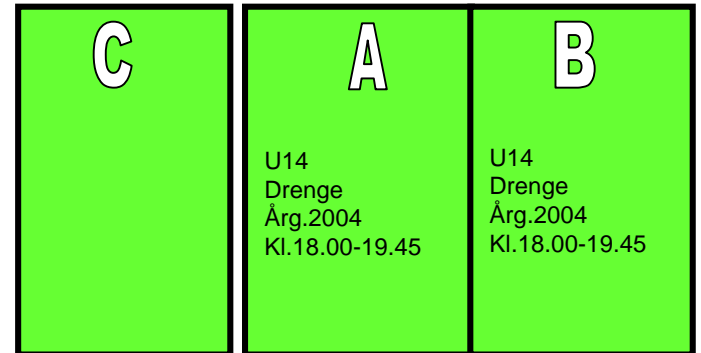 C
A
U14
Drenge
Årg.2004
Kl.18.00-19.45
B
U14
Drenge
Årg.2004
Kl.18.00-19.45